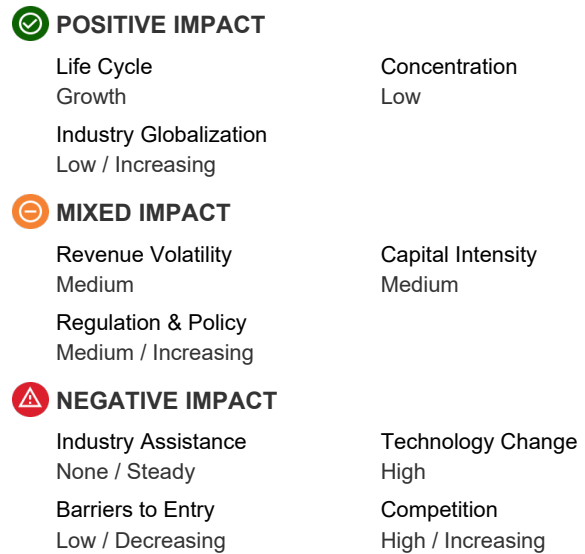 POSITIVE IMPACT
Life Cycle
Growth
Concentration
Low
Industry Globalization
Low / Increasing
MIXED IMPACT
Revenue Volatility
Medium
Capital Intensity
Medium
Regulation & Policy
Medium / Increasing
NEGATIVE IMPACT
Industry Assistance
None / Steady
Technology Change
High
Barriers to Entry
Low / Decreasing
Competition
High / Increasing